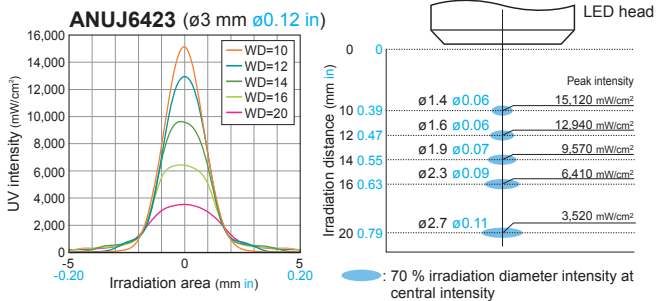 ANUJ6423 (ø3 mm ø0.12 in)
UV intensity (mW/cm²)
16,000
14,000
12,000
10,000
8,000
6,000
4,000
2,000
0
WD=10
WD=12
WD=14
WD=16
WD=20
-5 0 5
-0.20 0.20
Irradiation area (mm in)
LED head
Irradiation distance (mm in)
0 0
Peak intensity
10 0.39 ø1.4 ø0.06 15,120 mW/cm²
12 0.47 ø1.6 ø0.06 12,940 mW/cm²
14 0.55 ø1.9 ø0.07 9,570 mW/cm²
16 0.63 ø2.3 ø0.09 6,410 mW/cm²
20 0.79 ø2.7 ø0.11 3,520 mW/cm²
: 70 % irradiation diameter intensity at
central intensity